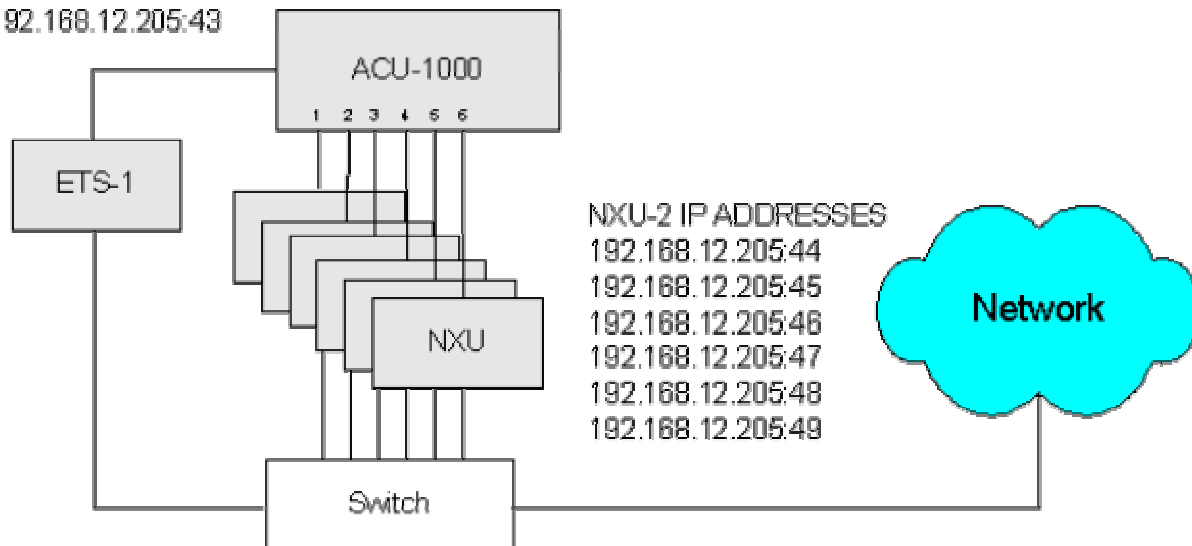 92.168.12.205:43
ACU-1000
1 2 3 4 5 6
ETS-1
NXU-2 IP ADDRESSES
192.168.12.205:44
192.168.12.205:45
192.168.12.205:46
192.168.12.205:47
192.168.12.205:48
192.168.12.205:49
Network
NXU
Switch